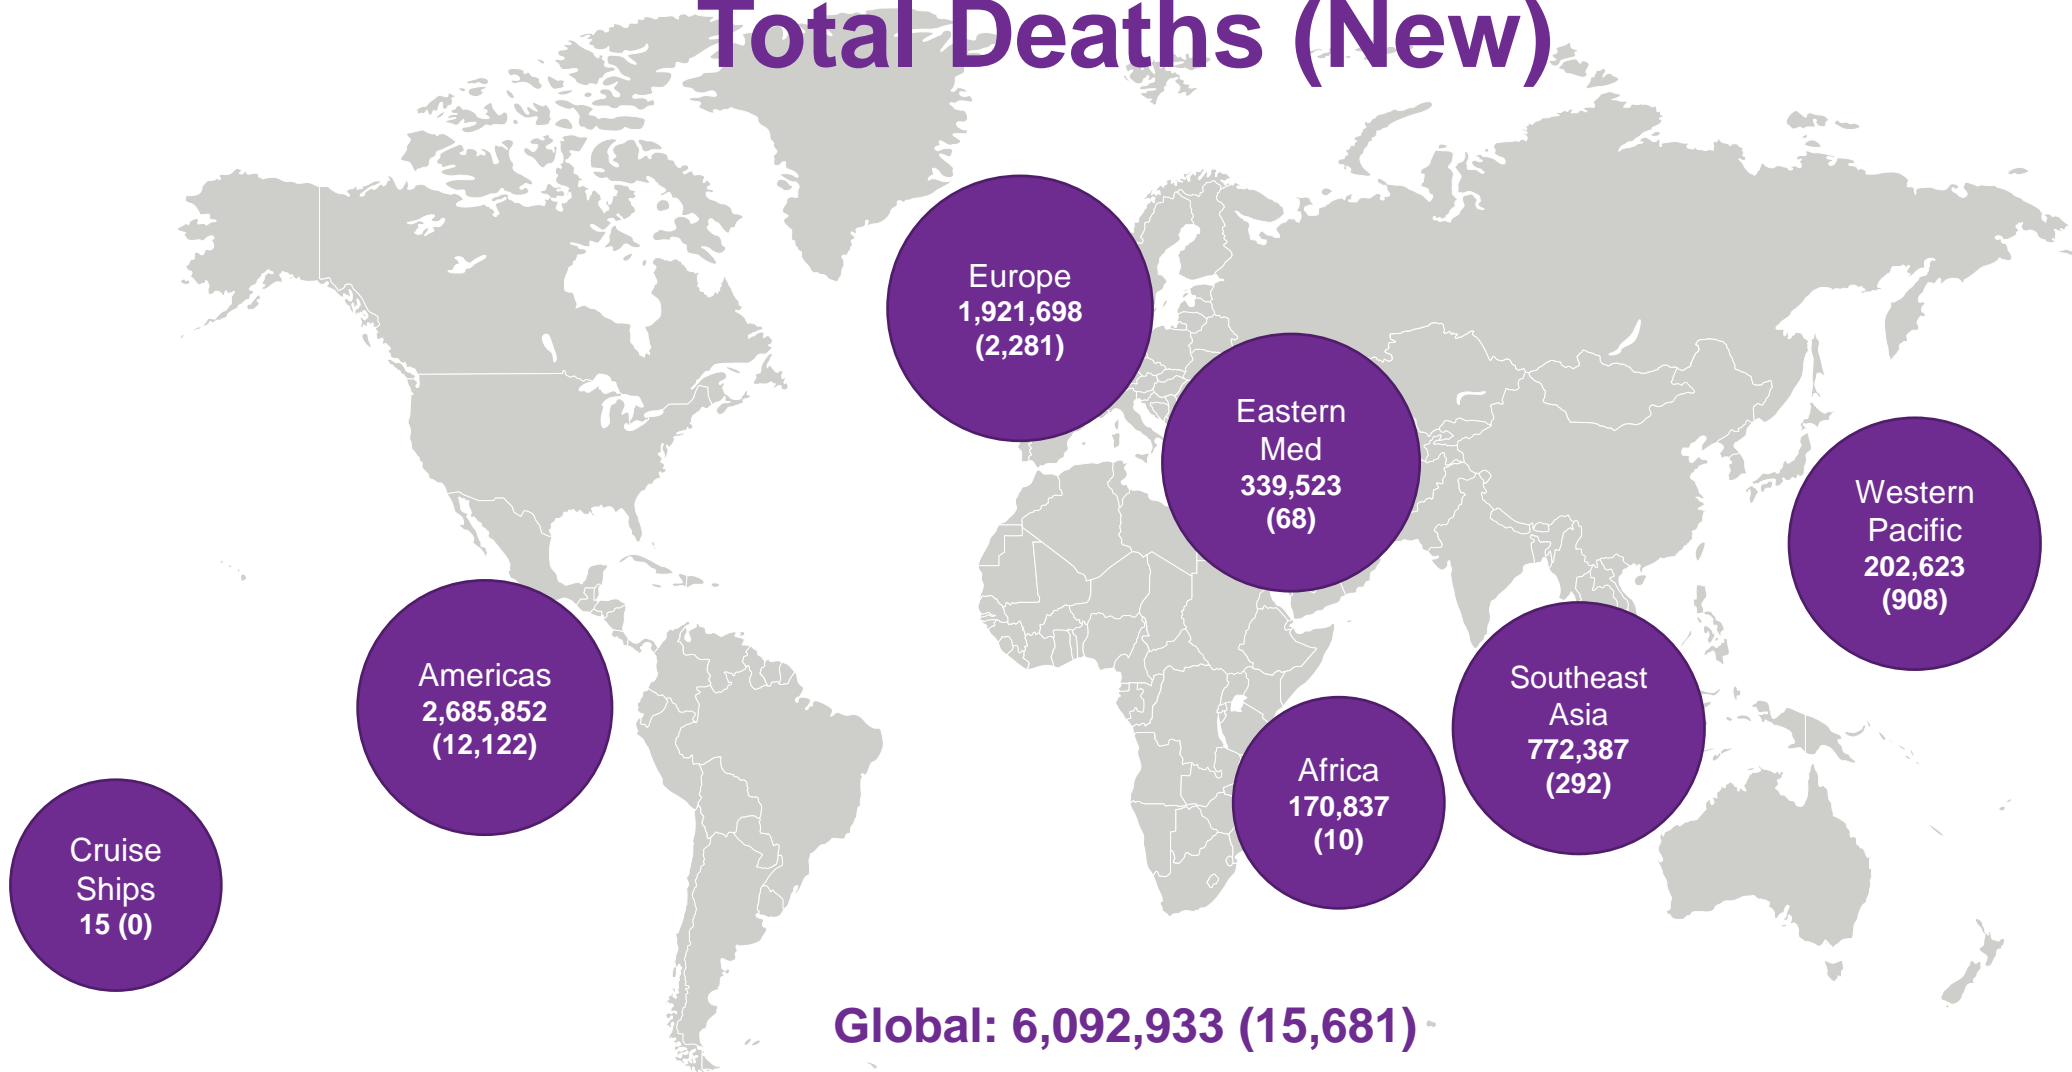 Total Deaths (New)
Europe
1,921,698
(2,281)
Eastern
Med
339,523
(68)
Western
Pacific
202,623
(908)
Americas
2,685,852
(12,122)
Southeast
Asia
772,387
(292)
Africa
170,837
(10)
Cruise
Ships
15 (0)
Global: 6,092,933 (15,681)